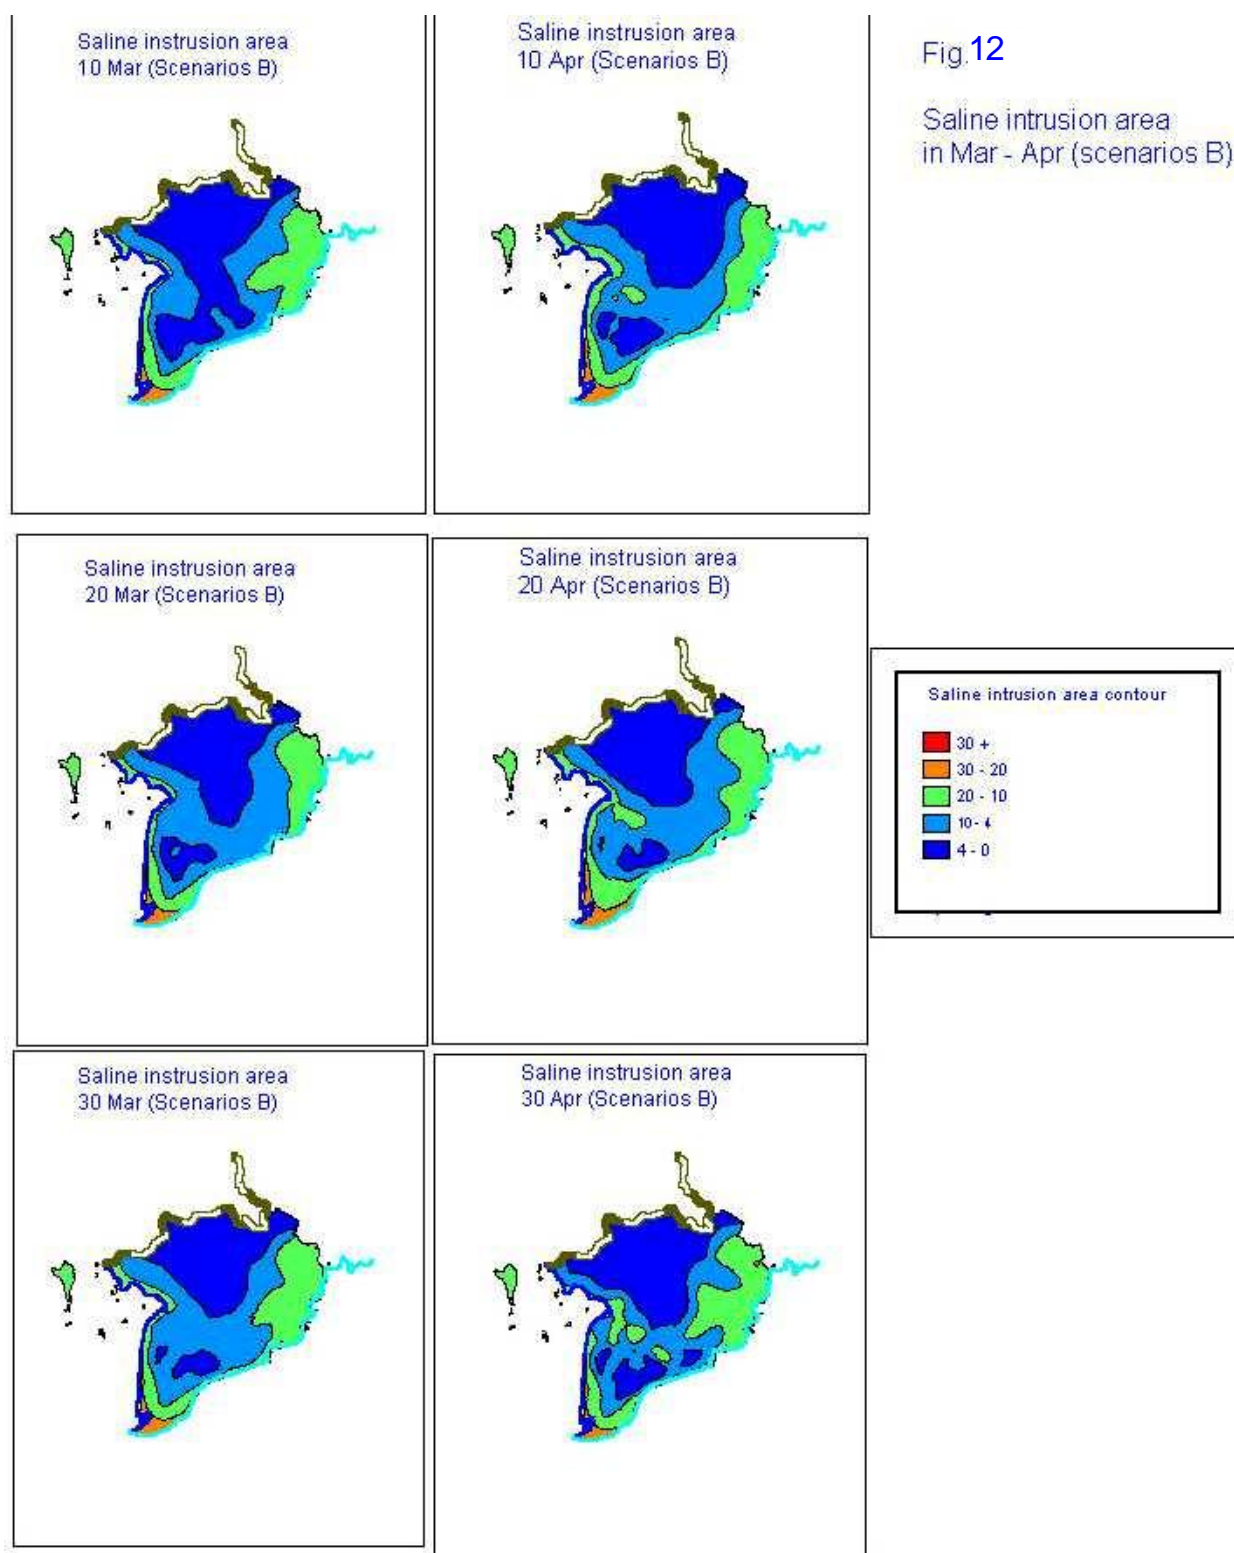 Saline instrusion area
10 Mar (Scenarios B)
Saline instrusion area
10 Apr (Scenarios B)
Fig.12
Saline intrusion area
in Mar - Apr (scenarios B)
Saline instrusion area
20 Mar (Scenarios B)
Saline instrusion area
20 Apr (Scenarios B)
Saline intrusion area contour
30 +
30 - 20
20 - 10
10 - 4
4 - 0
Saline instrusion area
30 Mar (Scenarios B)
Saline instrusion area
30 Apr (Scenarios B)